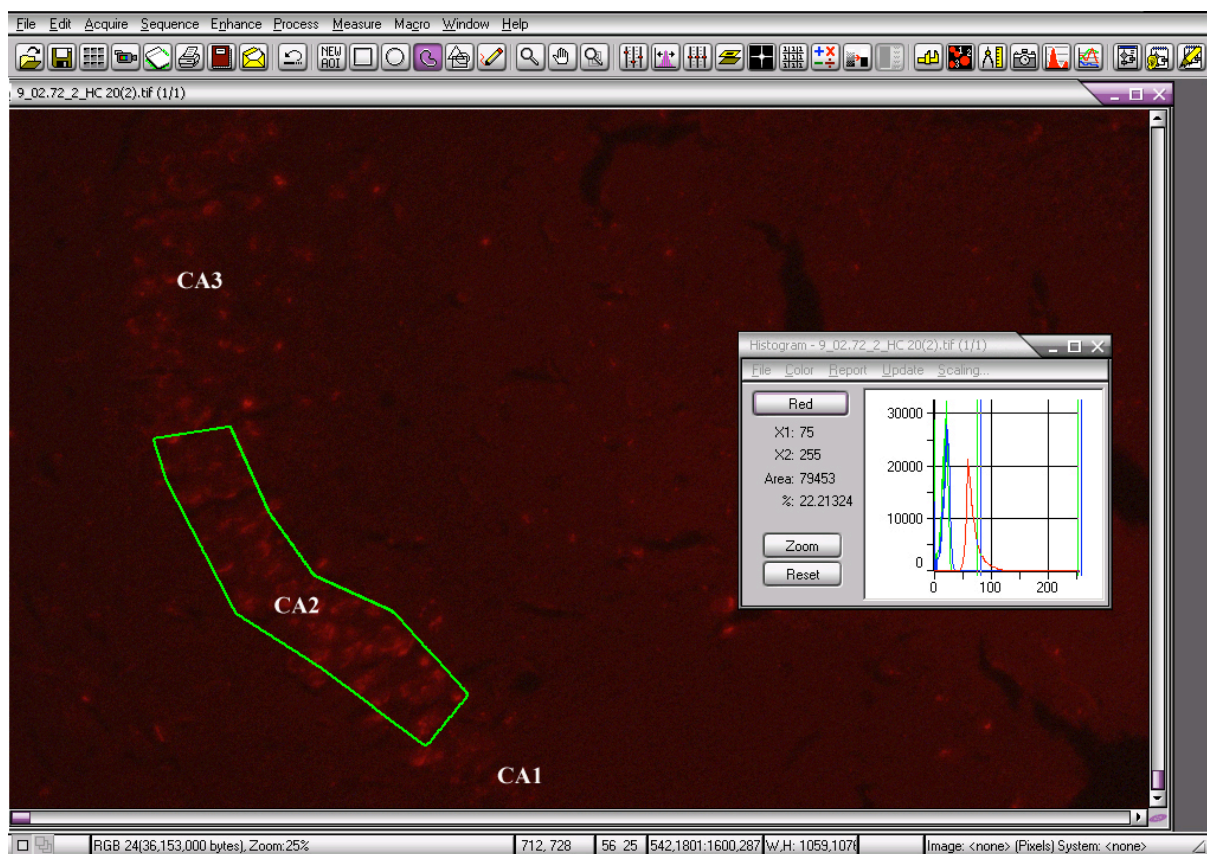 File Edit Acquire Sequence Enhance Process Measure Macro Window Help
NEW
AOI
9_02.72_2_HC 20(2).tif (1/1)
CA3
CA2
CA1
Histogram - 9_02.72_2_HC 20(2).tif (1/1)
File Color Report Update Scaling...
Red
X1: 75
X2: 255
Area: 79453
%: 22.21324
Zoom
Reset
30000
20000
10000
0
0 100 200
RGB 24(36,153,000 bytes), Zoom:25% 712, 728 56 25 542,1801:1600,287 W,H: 1059,1076 Image: <none> (Pixels) System: <none>